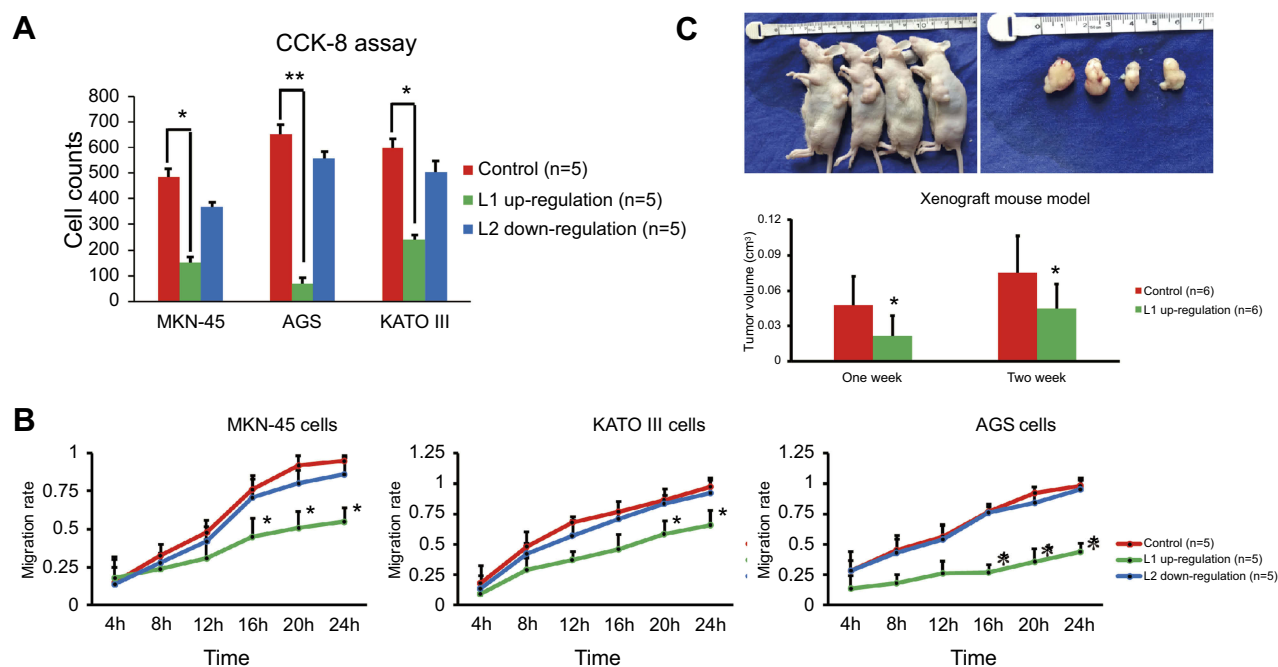 A
CCK-8 assay
Cell counts
800
700
600
500
400
300
200
100
0
*
**
*
MKN-45 AGS KATO III
Control (n=5)
L1 up-regulation (n=5)
L2 down-regulation (n=5)
C
Xenograft mouse model
Tumor volume (cm³)
0.12
0.09
0.06
0.03
0
*
*
One week Two week
Control (n=6)
L1 up-regulation (n=6)
B
MKN-45 cells
Migration rate
1
0.75
0.5
0.25
0
* * *
4h 8h 12h 16h 20h 24h
Time
KATO III cells
Migration rate
1.25
1
0.75
0.5
0.25
0
* *
4h 8h 12h 16h 20h 24h
Time
AGS cells
Migration rate
1.25
1
0.75
0.5
0.25
0
4h 8h 12h 16h 20h 24h
Time
Control (n=5)
L1 up-regulation (n=5)
L2 down-regulation (n=5)